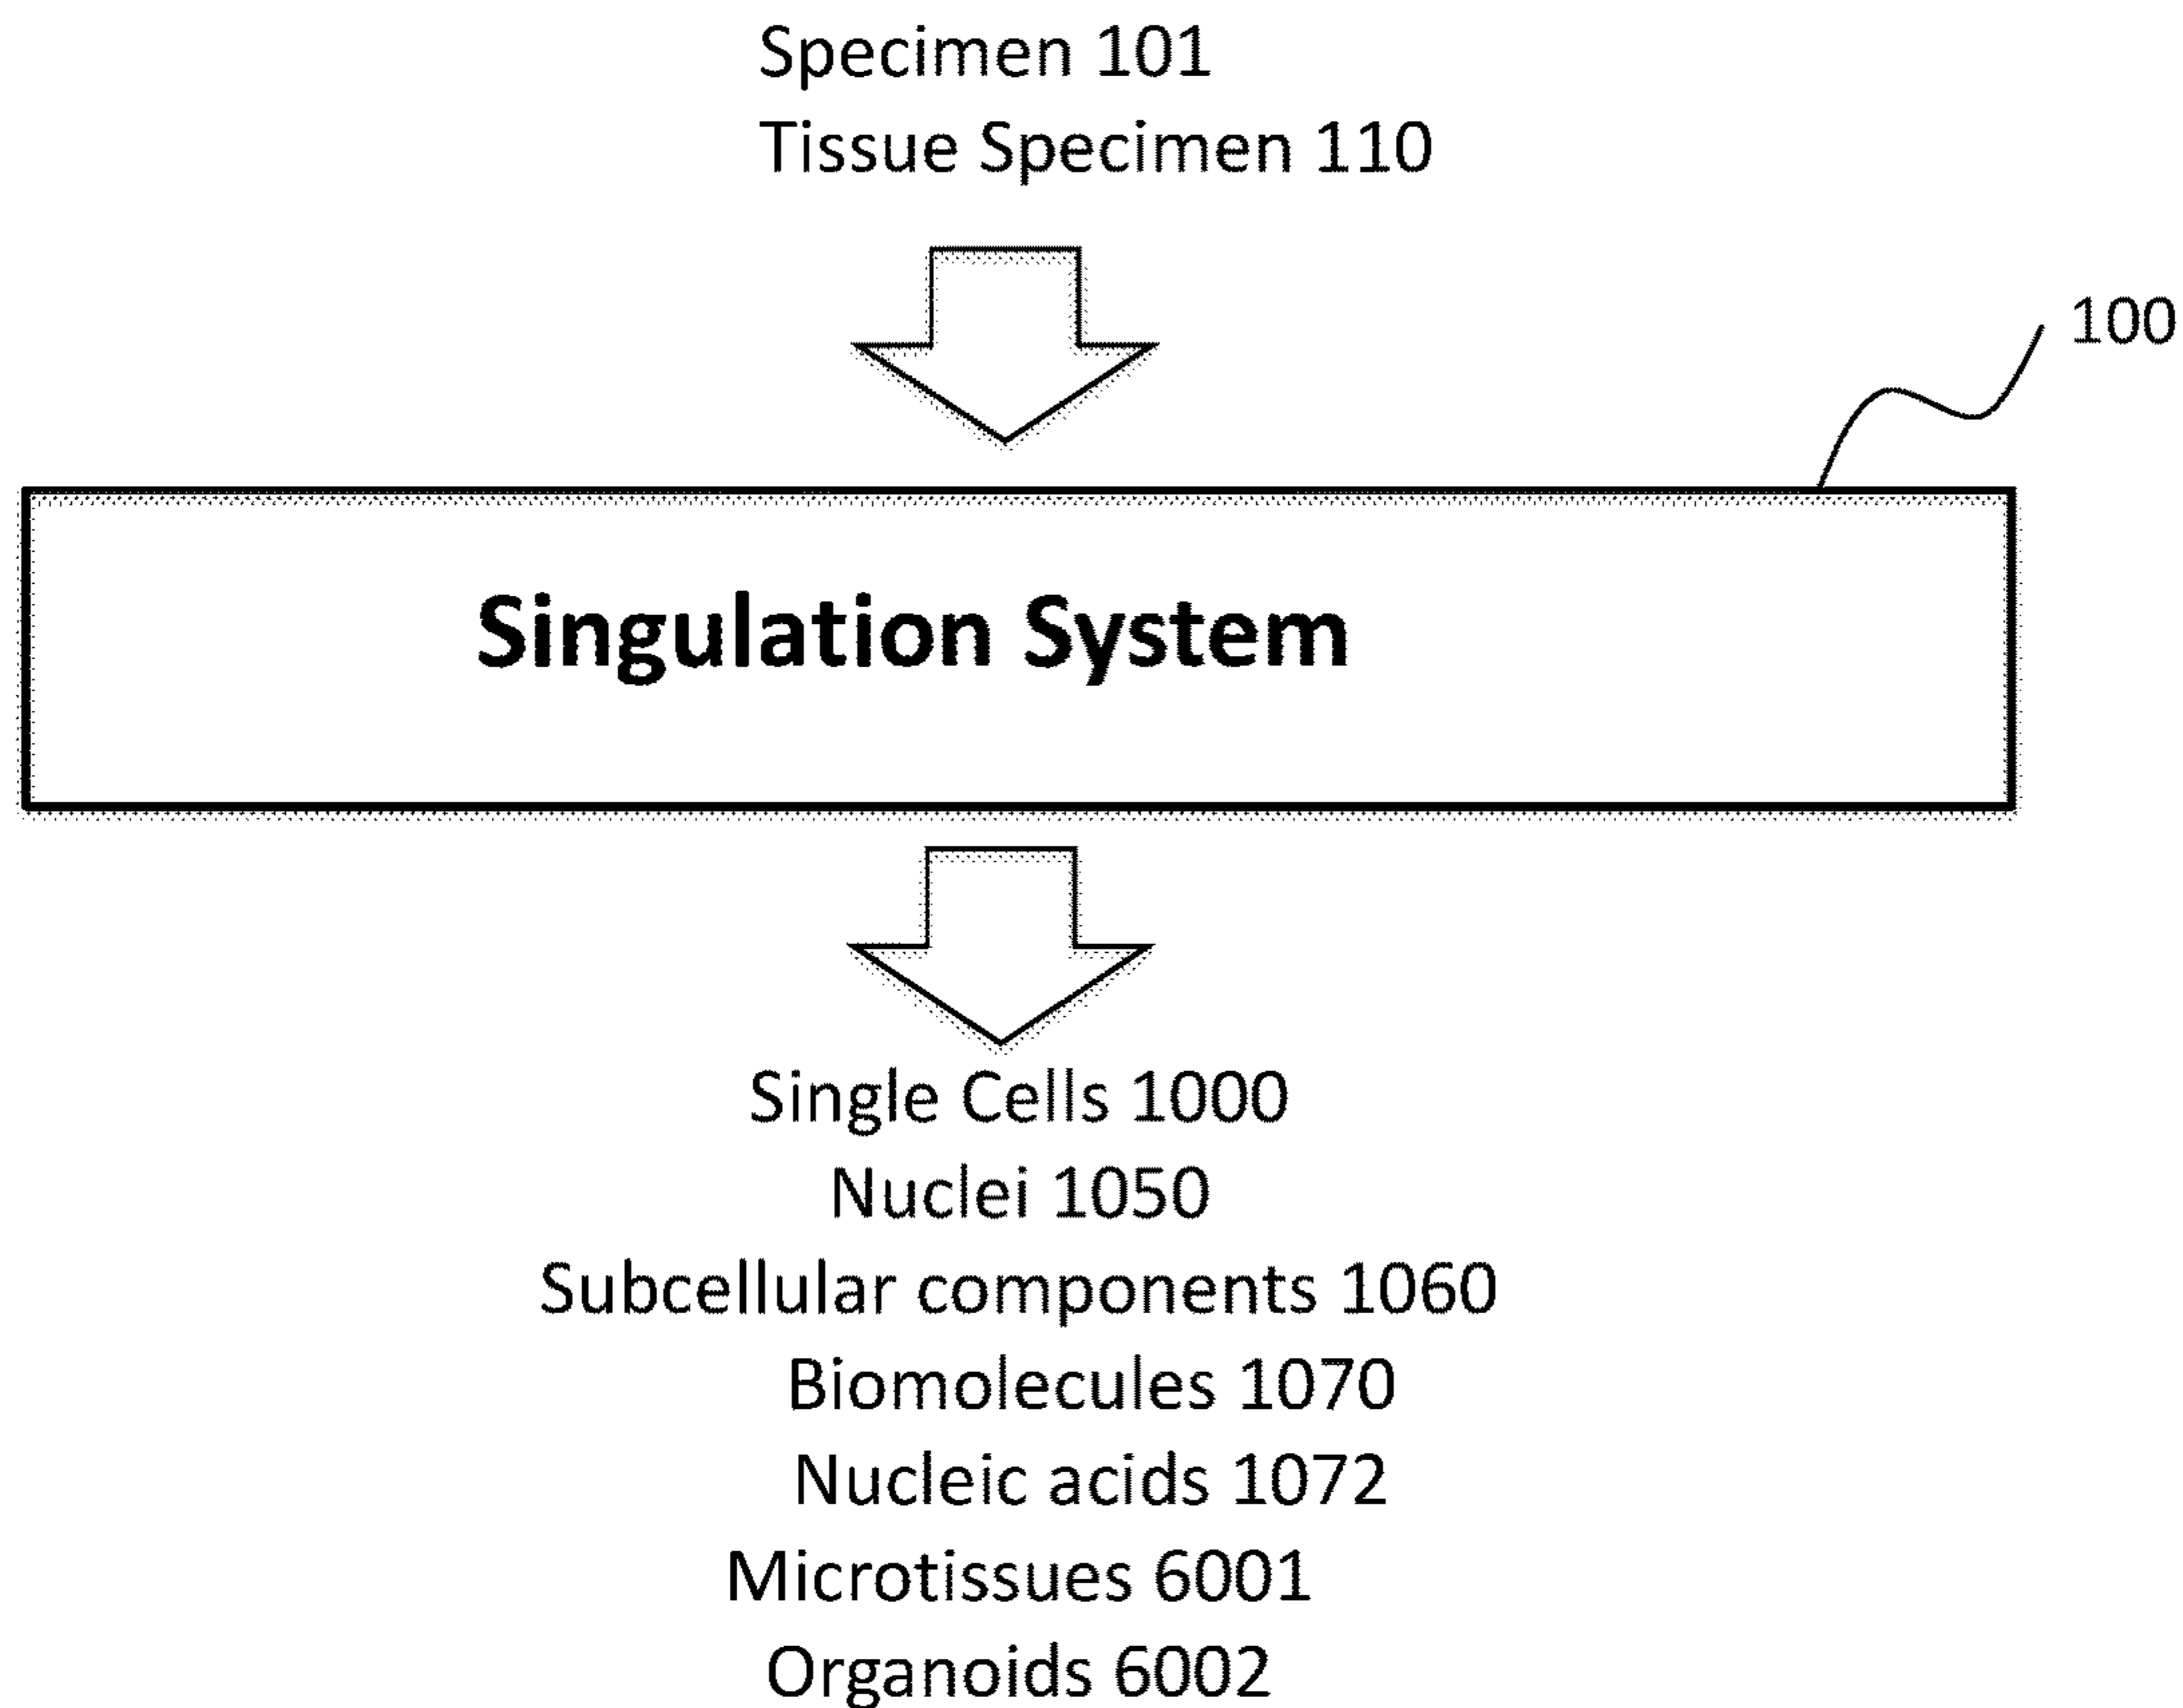 Specimen 101
Tissue Specimen 110
100
Singulation System
Single Cells 1000
Nuclei 1050
Subcellular components 1060
Biomolecules 1070
Nucleic acids 1072
Microtissues 6001
Organoids 6002